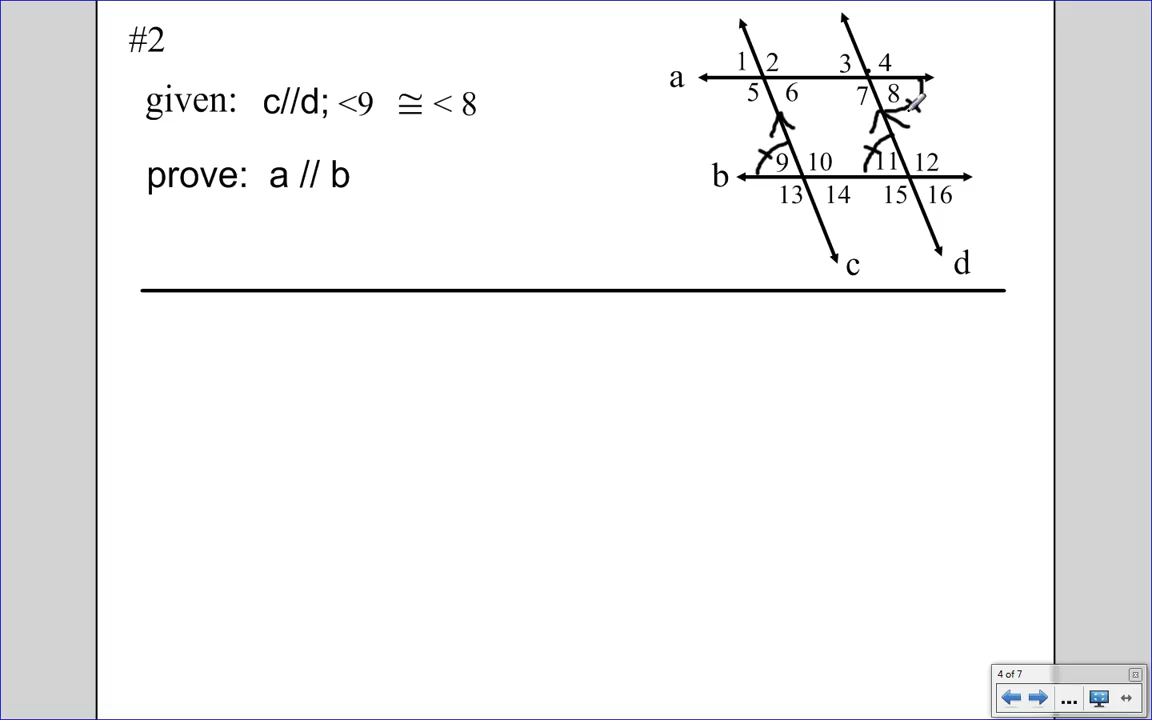 #2
given: c//d; <9 ≅ < 8
prove: a // b
1 2 3 4
a
5 6 7 8
b 9 10 11 12
13 14 15 16
c d
4 of 7
...